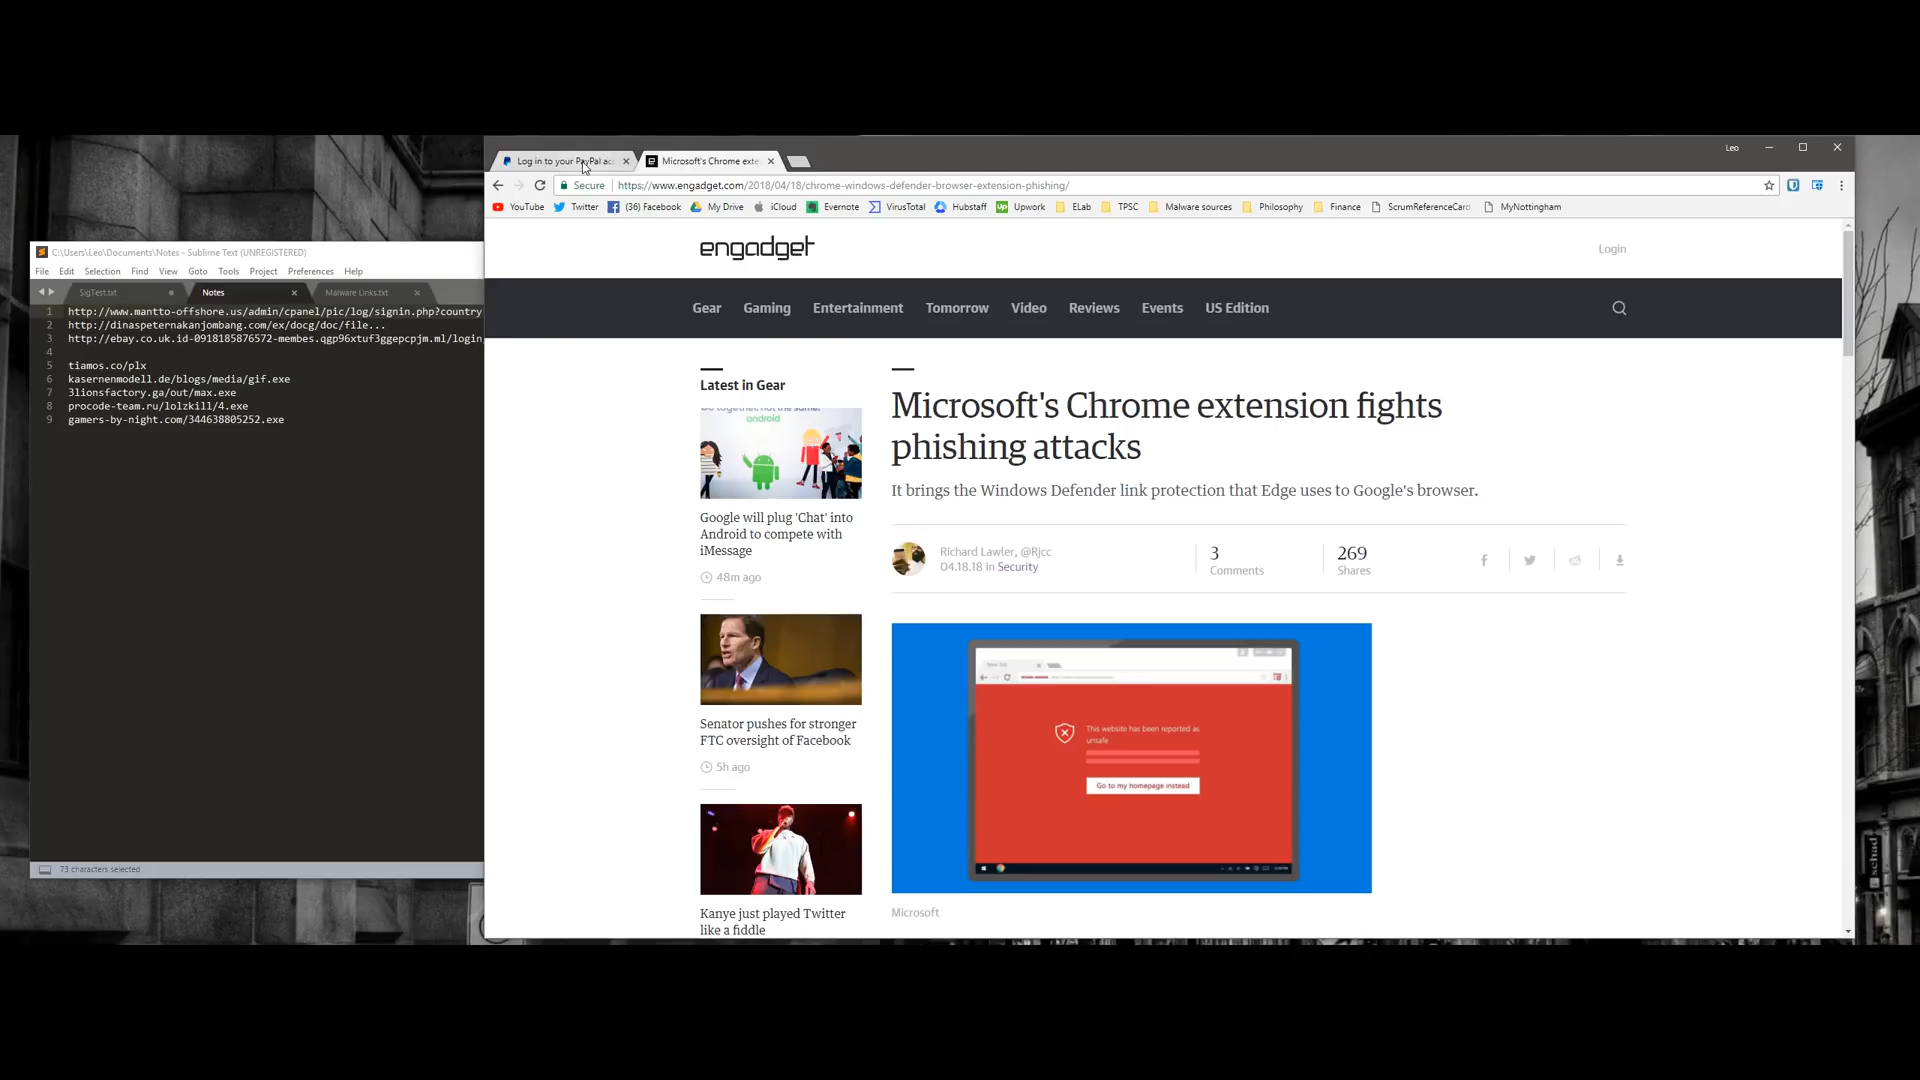 Log in to your PayPal acc
Microsoft's Chrome exte
Leo
Secure
https://www.engadget.com/2018/04/18/chrome-windows-defender-browser-extension-phishing/
YouTube
Twitter
(36) Facebook
My Drive
iCloud
Evernote
VirusTotal
Hubstaff
Upwork
ELab
TPSC
Malware sources
Philosophy
Finance
ScrumReferenceCard
MyNottingham
C:\Users\Leo\Documents\Notes - Sublime Text (UNREGISTERED)
File Edit Selection Find View Goto Tools Project Preferences Help
SigTest.txt
Notes
Malware Links.txt
1 http://www.mantto-offshore.us/admin/cpanel/pic/log/signin.php?country
2 http://dinaspeternakanjombang.com/ex/docg/doc/file...
3 http://ebay.co.uk.id-0918185876572-membes.qgp96xtuf3ggepcpjm.ml/login
4
5 tiamos.co/plx
6 kasernenmodell.de/blogs/media/gif.exe
7 3lionsfactory.ga/out/max.exe
8 procode-team.ru/lolzkill/4.exe
9 gamers-by-night.com/344638805252.exe
73 characters selected
engadget
Login
Gear Gaming Entertainment Tomorrow Video Reviews Events US Edition
Latest in Gear
be together, not the same.
android
Google will plug 'Chat' into
Android to compete with
iMessage
48m ago
Senator pushes for stronger
FTC oversight of Facebook
5h ago
Kanye just played Twitter
like a fiddle
Microsoft's Chrome extension fights
phishing attacks
It brings the Windows Defender link protection that Edge uses to Google's browser.
Richard Lawler, @Rjcc
04.18.18 in Security
3
Comments
269
Shares
New Tab
This website has been reported as
unsafe
Go to my homepage instead
Microsoft